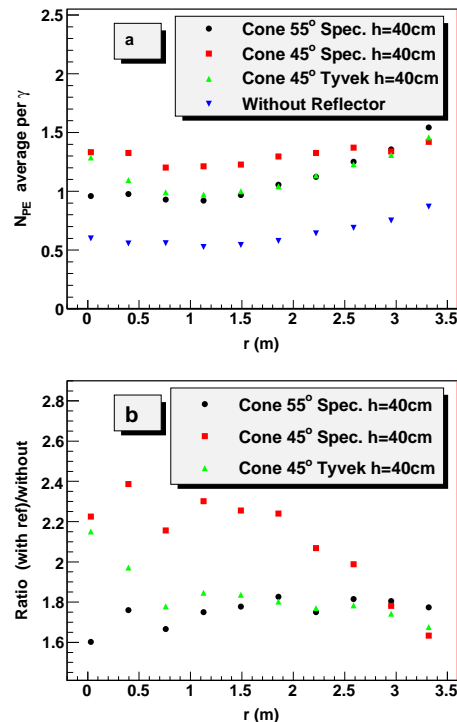 a
Cone 55° Spec. h=40cm
Cone 45° Spec. h=40cm
Cone 45° Tyvek h=40cm
Without Reflector
N_PE average per γ
2.5
2
1.5
1
0.5
0
0 0.5 1 1.5 2 2.5 3 3.5
r (m)
b
Cone 55° Spec. h=40cm
Cone 45° Spec. h=40cm
Cone 45° Tyvek h=40cm
Ratio (with ref)/without
2.8
2.6
2.4
2.2
2
1.8
1.6
0 0.5 1 1.5 2 2.5 3 3.5
r (m)